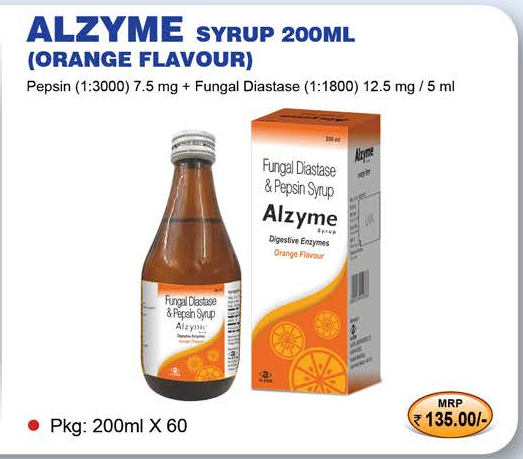 ALZYME SYRUP 200ML
(ORANGE FLAVOUR)
Pepsin (1:3000) 7.5 mg + Fungal Diastase (1:1800) 12.5 mg / 5 ml
200 ml
Fungal Diastase
& Pepsin Syrup
Alzyme
Syrup
Digestive Enzymes
Orange Flavour
Alzyme
Fungal Diastase
& Pepsin Syrup
Alzyme
Digestive Enzymes
Orange Flavour
Pkg: 200ml X 60
MRP
₹ 135.00/-